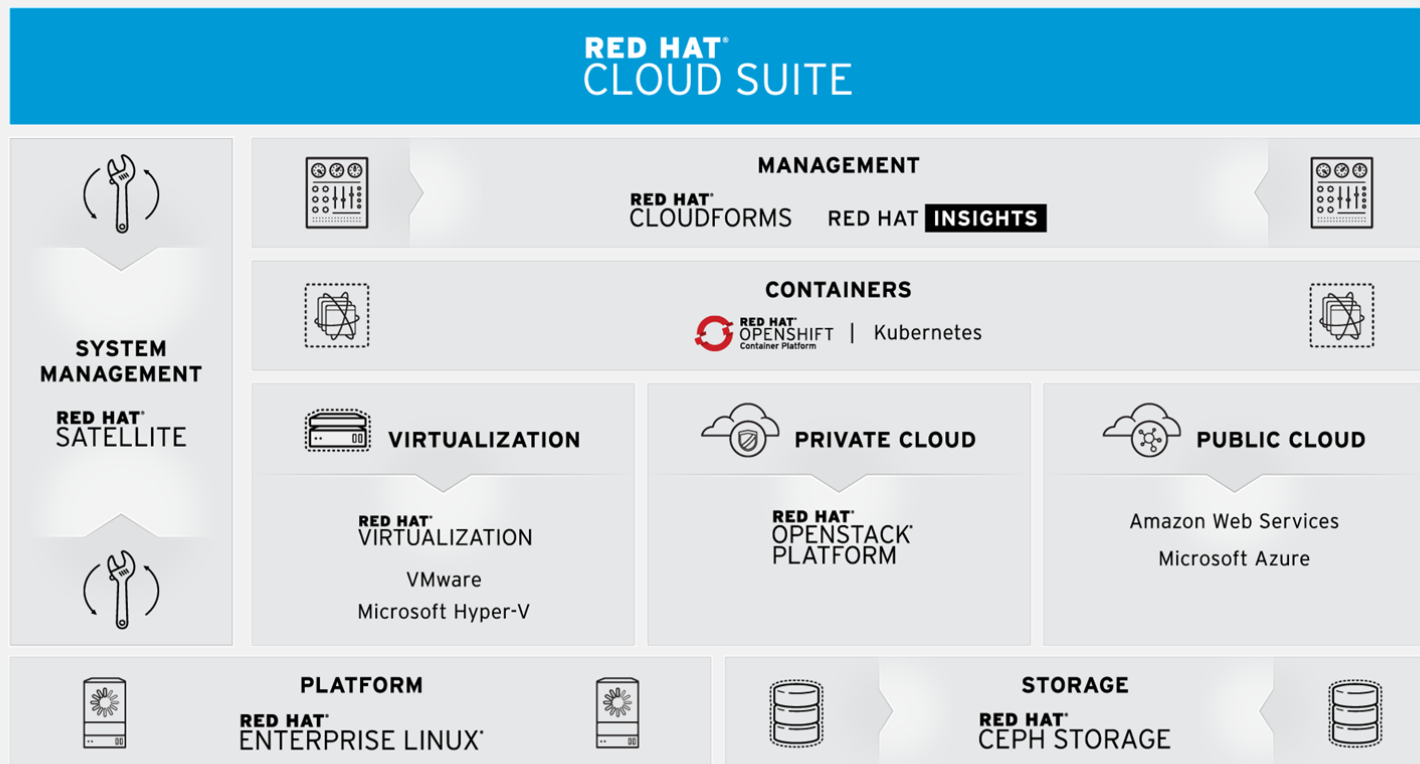 RED HAT®
CLOUD SUITE
SYSTEM
MANAGEMENT
RED HAT®
SATELLITE
MANAGEMENT
RED HAT®
CLOUDFORMS
RED HAT INSIGHTS
CONTAINERS
RED HAT®
OPENSHIFT
Container Platform
| Kubernetes
VIRTUALIZATION
RED HAT®
VIRTUALIZATION
VMware
Microsoft Hyper-V
PRIVATE CLOUD
RED HAT®
OPENSTACK®
PLATFORM
PUBLIC CLOUD
Amazon Web Services
Microsoft Azure
PLATFORM
RED HAT®
ENTERPRISE LINUX®
STORAGE
RED HAT®
CEPH STORAGE